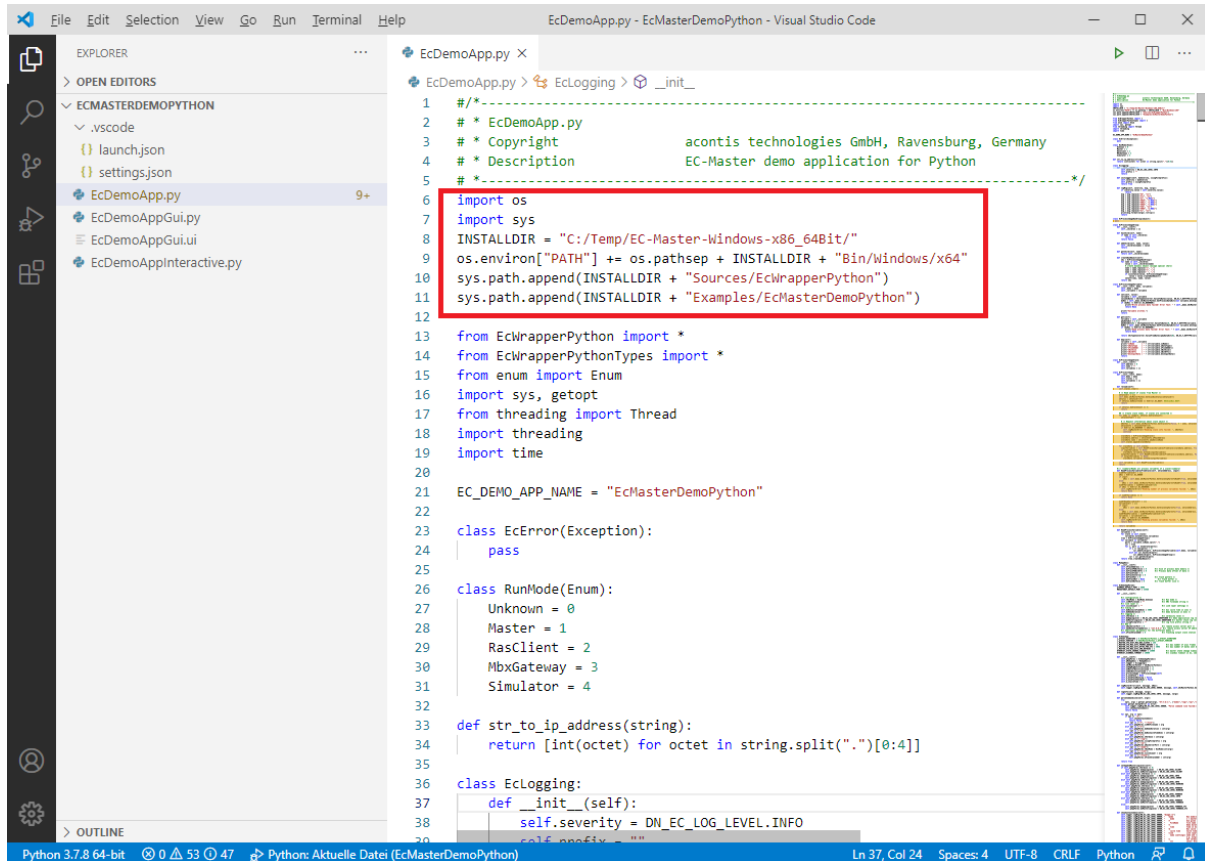 File Edit Selection View Go Run Terminal Help EcDemoApp.py - EcMasterDemoPython - Visual Studio Code
EXPLORER
OPEN EDITORS
ECMASTERDEMOPYTHON
.vscode
{} launch.json
{} settings.json
EcDemoApp.py 9+
EcDemoAppGui.py
EcDemoAppGui.ui
EcDemoAppInteractive.py
OUTLINE
EcDemoApp.py
EcDemoApp.py > EcLogging > __init__
1 #/*-----------------------------------------------------------------------------
2 # * EcDemoApp.py
3 # * Copyright acontis technologies GmbH, Ravensburg, Germany
4 # * Description EC-Master demo application for Python
5 # *---------------------------------------------------------------------------*/
6 import os
7 import sys
8 INSTALLDIR = "C:/Temp/EC-Master-Windows-x86_64Bit/"
9 os.environ["PATH"] += os.pathsep + INSTALLDIR + "Bin/Windows/x64"
10 sys.path.append(INSTALLDIR + "Sources/EcWrapperPython")
11 sys.path.append(INSTALLDIR + "Examples/EcMasterDemoPython")
12
13 from EcWrapperPython import *
14 from EcWrapperPythonTypes import *
15 from enum import Enum
16 import sys, getopt
17 from threading import Thread
18 import threading
19 import time
20
21 EC_DEMO_APP_NAME = "EcMasterDemoPython"
22
23 class EcError(Exception):
24 pass
25
26 class RunMode(Enum):
27 Unknown = 0
28 Master = 1
29 RasClient = 2
30 MbxGateway = 3
31 Simulator = 4
32
33 def str_to_ip_address(string):
34 return [int(octet) for octet in string.split(".")[0:4]]
35
36 class EcLogging:
37 def __init__(self):
38 self.severity = DN_EC_LOG_LEVEL.INFO
39 self.prefix = ""
Python 3.7.8 64-bit 0 53 47 Python: Aktuelle Datei (EcMasterDemoPython) Ln 37, Col 24 Spaces: 4 UTF-8 CRLF Python